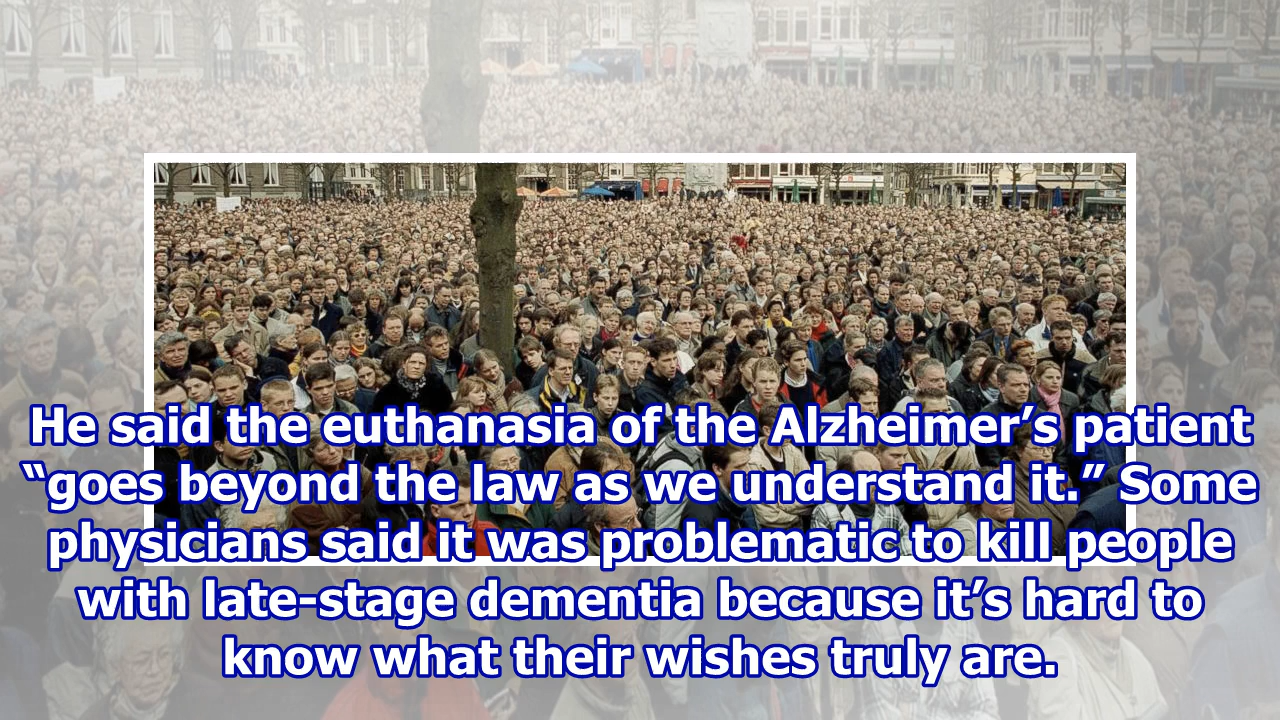 He said the euthanasia of the Alzheimer’s patient
“goes beyond the law as we understand it.” Some
physicians said it was problematic to kill people
with late-stage dementia because it’s hard to
know what their wishes truly are.